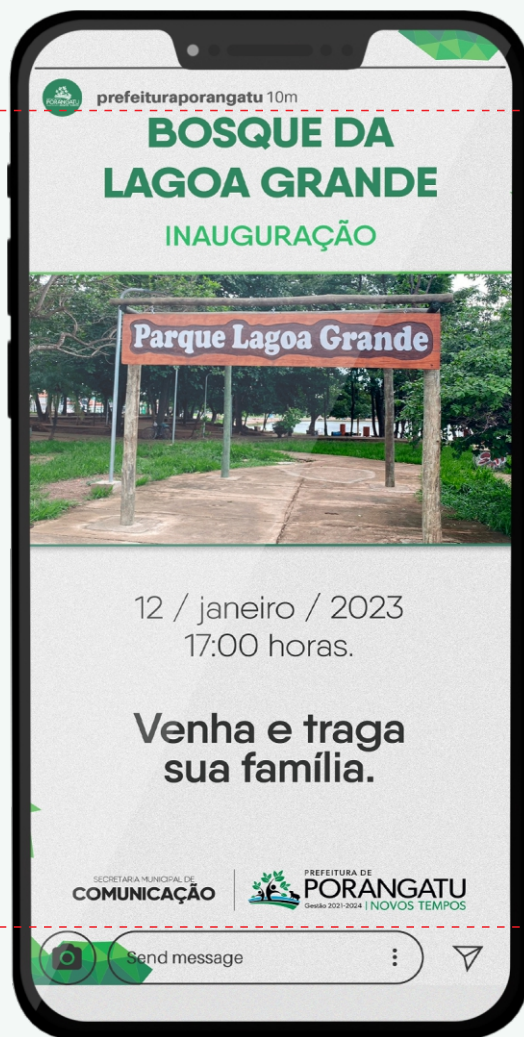 prefeituraporangatu 10m
BOSQUE DA
LAGOA GRANDE
INAUGURAÇÃO
Parque Lagoa Grande
12 / janeiro / 2023
17:00 horas.
Venha e traga
sua família.
SECRETARIA MUNICIPAL DE
COMUNICAÇÃO
PREFEITURA DE
PORANGATU
Gestão 2021-2024 | NOVOS TEMPOS
Send message